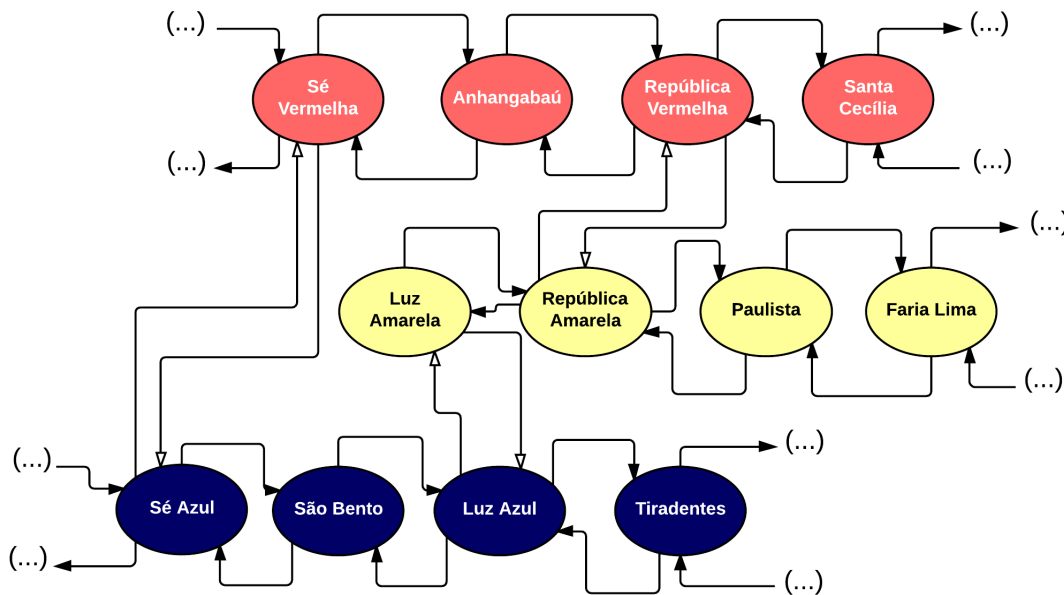 (...)
(...)
Sé
Vermelha
Anhangabaú
República
Vermelha
Santa
Cecília
(...)
(...)
(...)
Luz
Amarela
República
Amarela
Paulista
Faria Lima
(...)
(...)
(...)
Sé Azul
São Bento
Luz Azul
Tiradentes
(...)
(...)